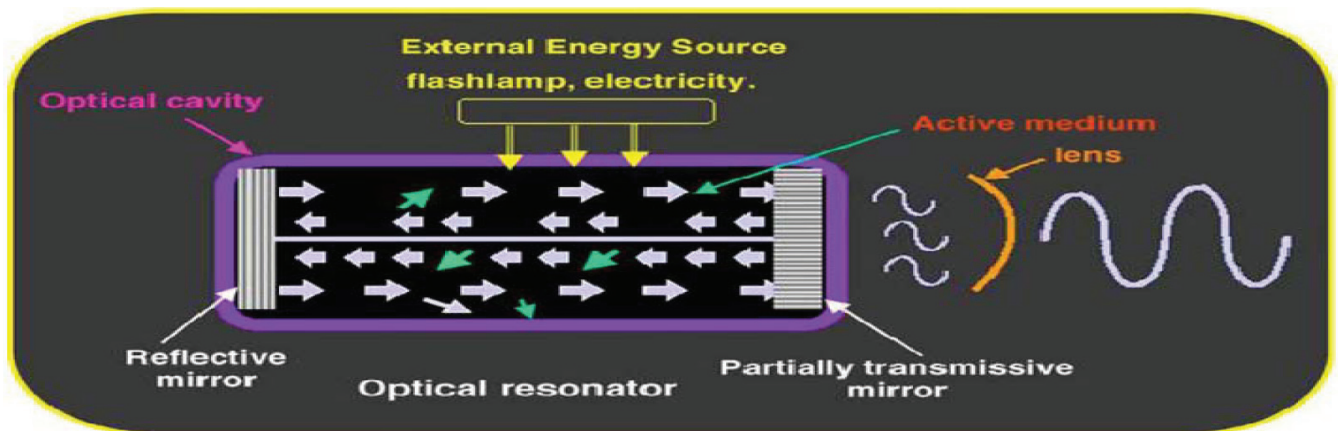 External Energy Source
flashlamp, electricity.
Optical cavity
Active medium
lens
Reflective
mirror
Optical resonator
Partially transmissive
mirror